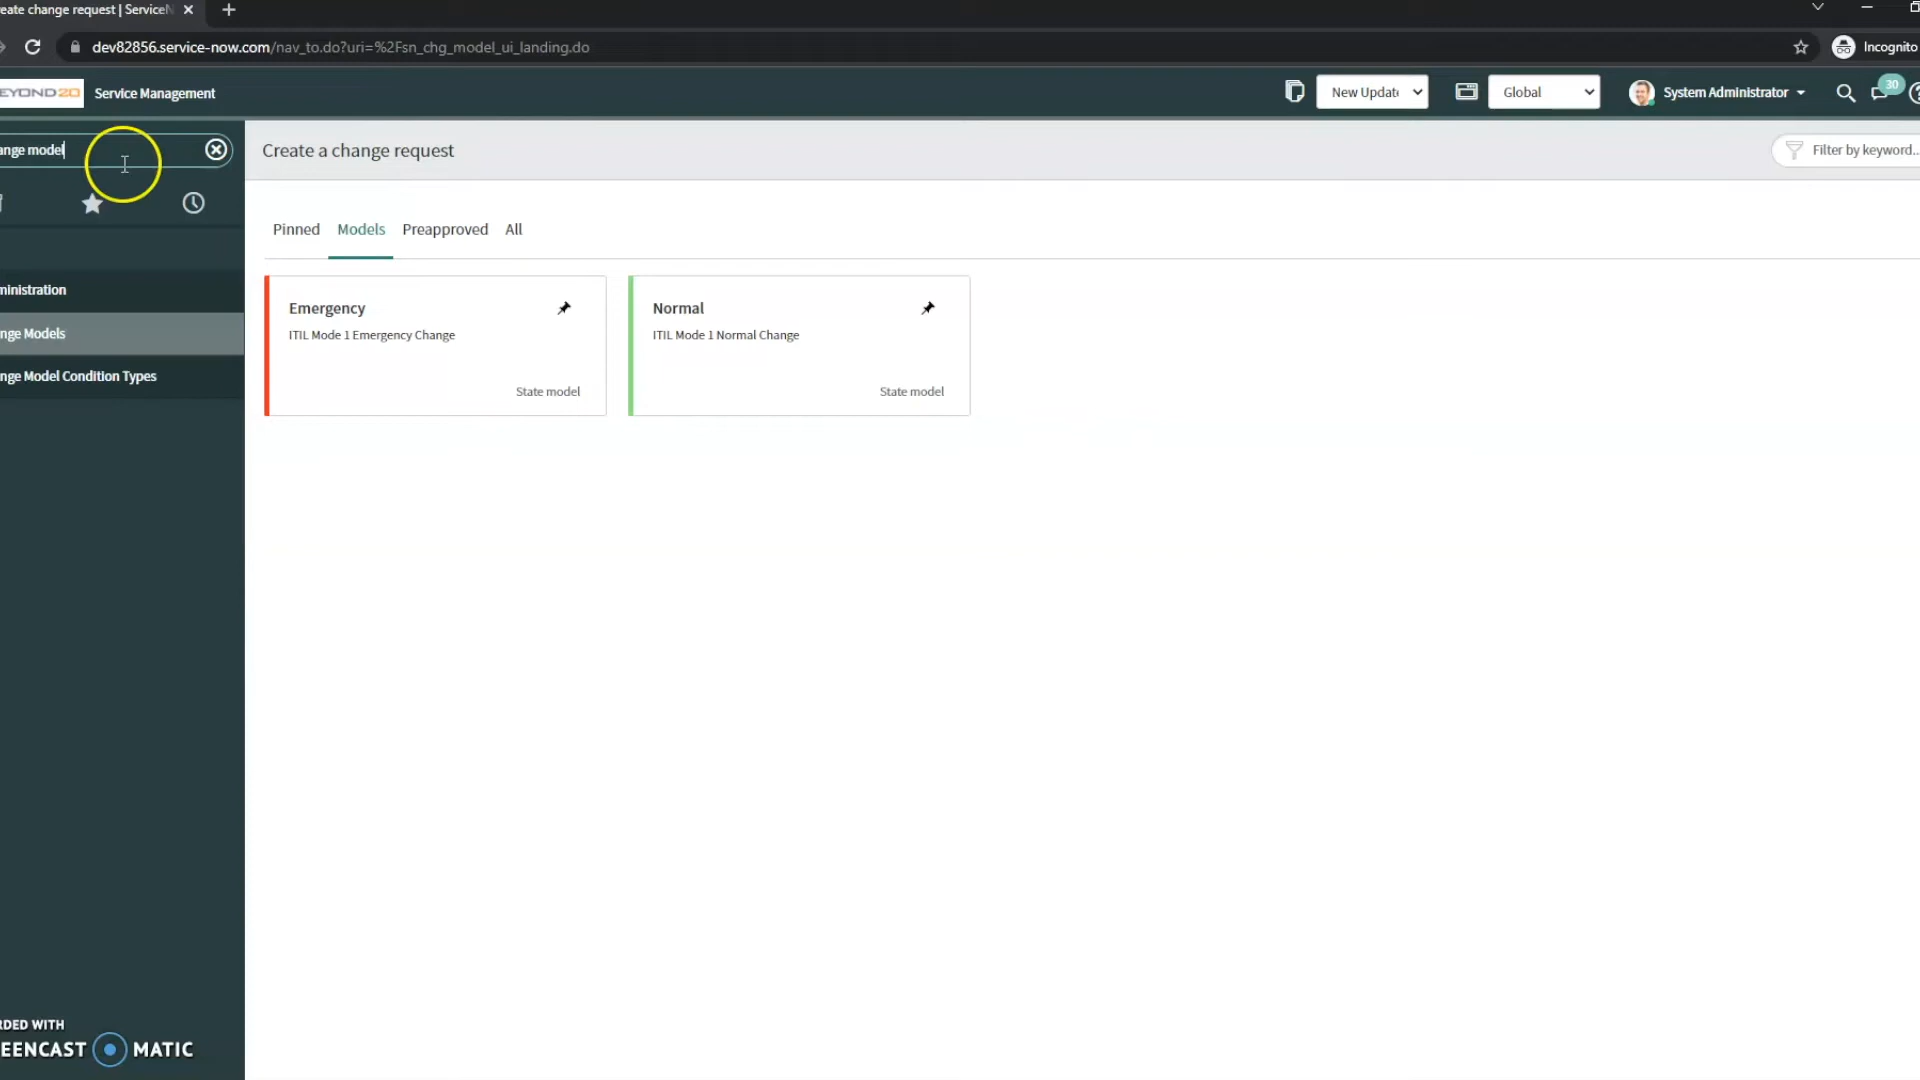 eate change request | ServiceN
dev82856.service-now.com/nav_to.do?uri=%2Fsn_chg_model_ui_landing.do
Incognito
EYOND20
Service Management
New Updat
Global
System Administrator
30
ange model
Create a change request
Filter by keyword...
Pinned
Models
Preapproved
All
ministration
nge Models
nge Model Condition Types
Emergency
ITIL Mode 1 Emergency Change
State model
Normal
ITIL Mode 1 Normal Change
State model
RDED WITH
EENCAST MATIC